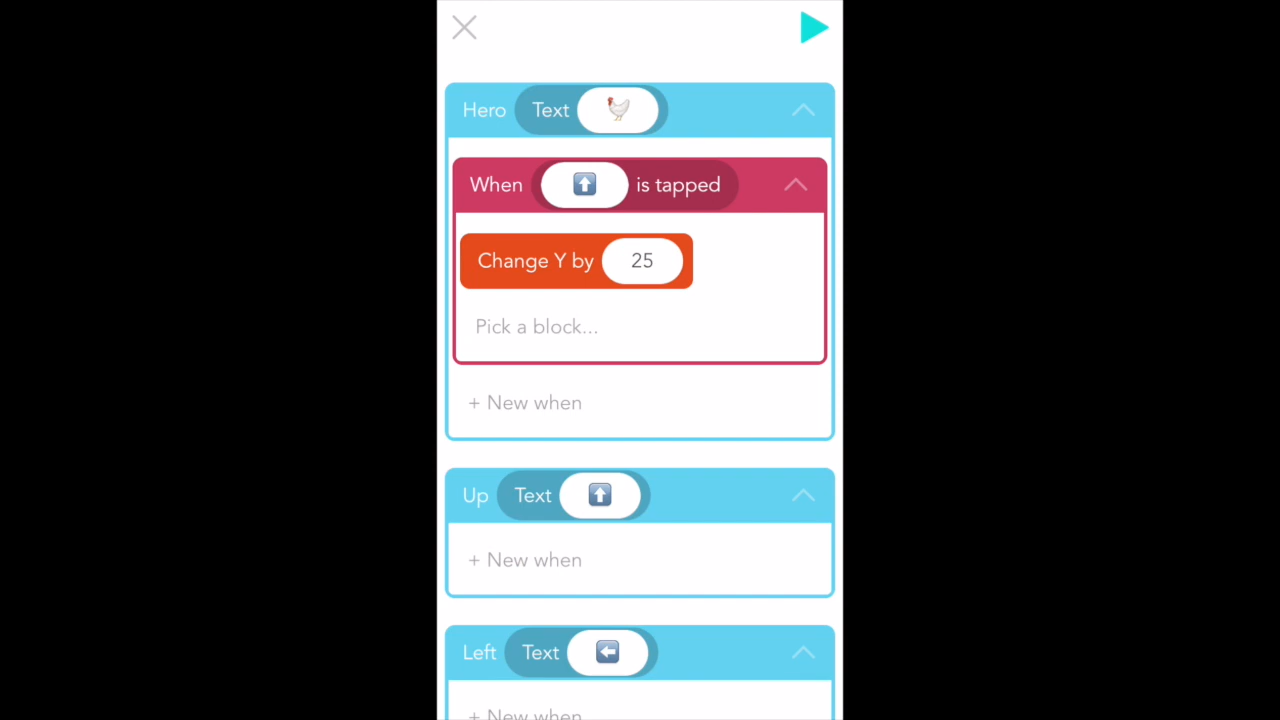 Hero Text 🐓
When ⬆️ is tapped
Change Y by 25
Pick a block...
+ New when
Up Text ⬆️
+ New when
Left Text ⬅️
+ New when